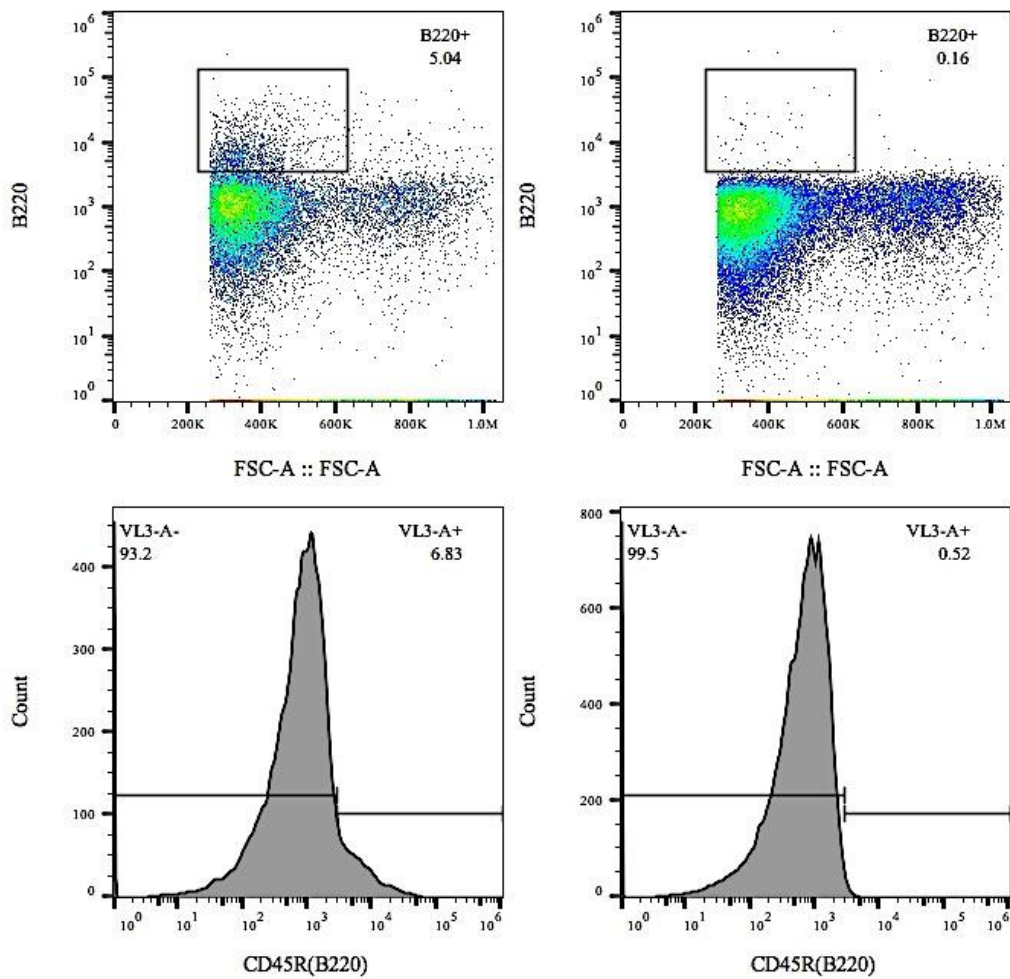 B220+
5.04
10^6
10^5
10^4
10^3
10^2
10^1
10^0
B220
0
200K
400K
600K
800K
1.0M
FSC-A :: FSC-A
B220+
0.16
10^6
10^5
10^4
10^3
10^2
10^1
10^0
B220
0
200K
400K
600K
800K
1.0M
FSC-A :: FSC-A
VL3-A-
93.2
VL3-A+
6.83
400
300
200
100
0
Count
10^0
10^1
10^2
10^3
10^4
10^5
10^6
CD45R(B220)
VL3-A-
99.5
VL3-A+
0.52
800
600
400
200
0
Count
10^0
10^1
10^2
10^3
10^4
10^5
10^6
CD45R(B220)